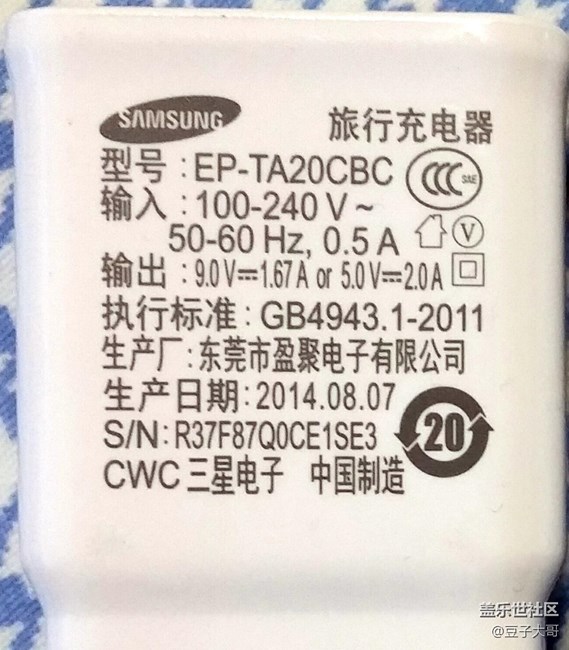 SAMSUNG
旅行充电器
型号:EP-TA20CBC
CCC S&E
输入:100-240 V~
50-60 Hz, 0.5 A
V
输出:9.0 V⎓1.67 A or 5.0 V⎓2.0 A
执行标准:GB4943.1-2011
生产厂:东莞市盈聚电子有限公司
生产日期:2014.08.07
S/N:R37F87Q0CE1SE3
20
CWC 三星电子 中国制造
盖乐世社区
@豆子大哥